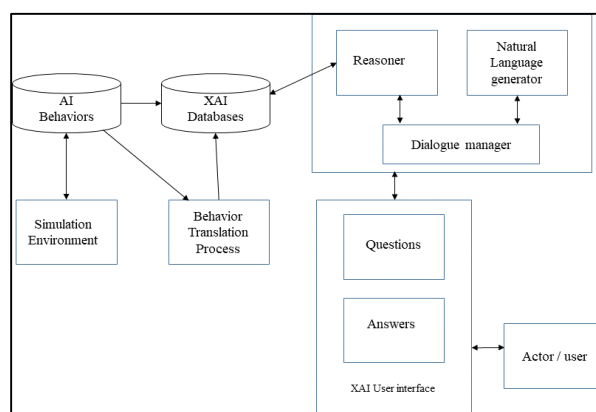 AI
Behaviors
XAI
Databases
Reasoner
Natural
Language
generator
Dialogue manager
Simulation
Environment
Behavior
Translation
Process
Questions
Answers
XAI User interface
Actor / user